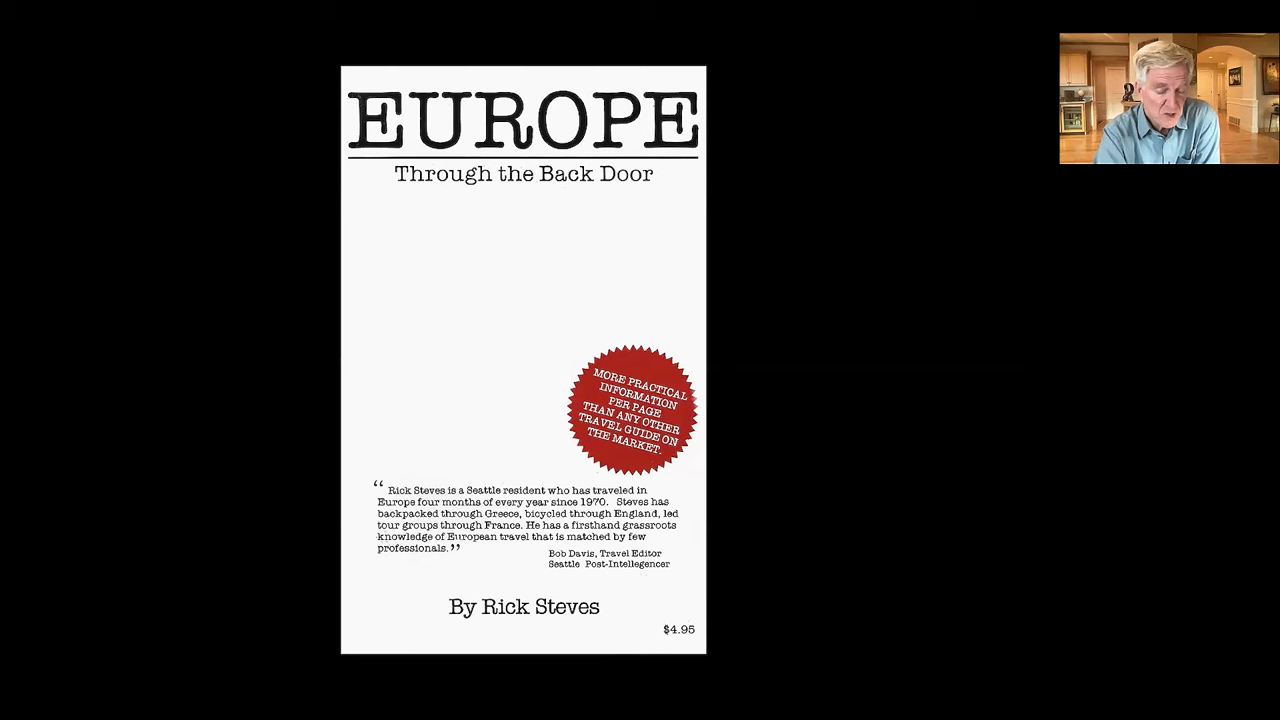 EUROPE
Through the Back Door
MORE PRACTICAL
INFORMATION
PER PAGE
THAN ANY OTHER
TRAVEL GUIDE ON
THE MARKET.
“ Rick Steves is a Seattle resident who has traveled in
Europe four months of every year since 1970. Steves has
backpacked through Greece, bicycled through England, led
tour groups through France. He has a firsthand grassroots
knowledge of European travel that is matched by few
professionals.”
Bob Davis, Travel Editor
Seattle Post-Intellegencer
By Rick Steves
$4.95